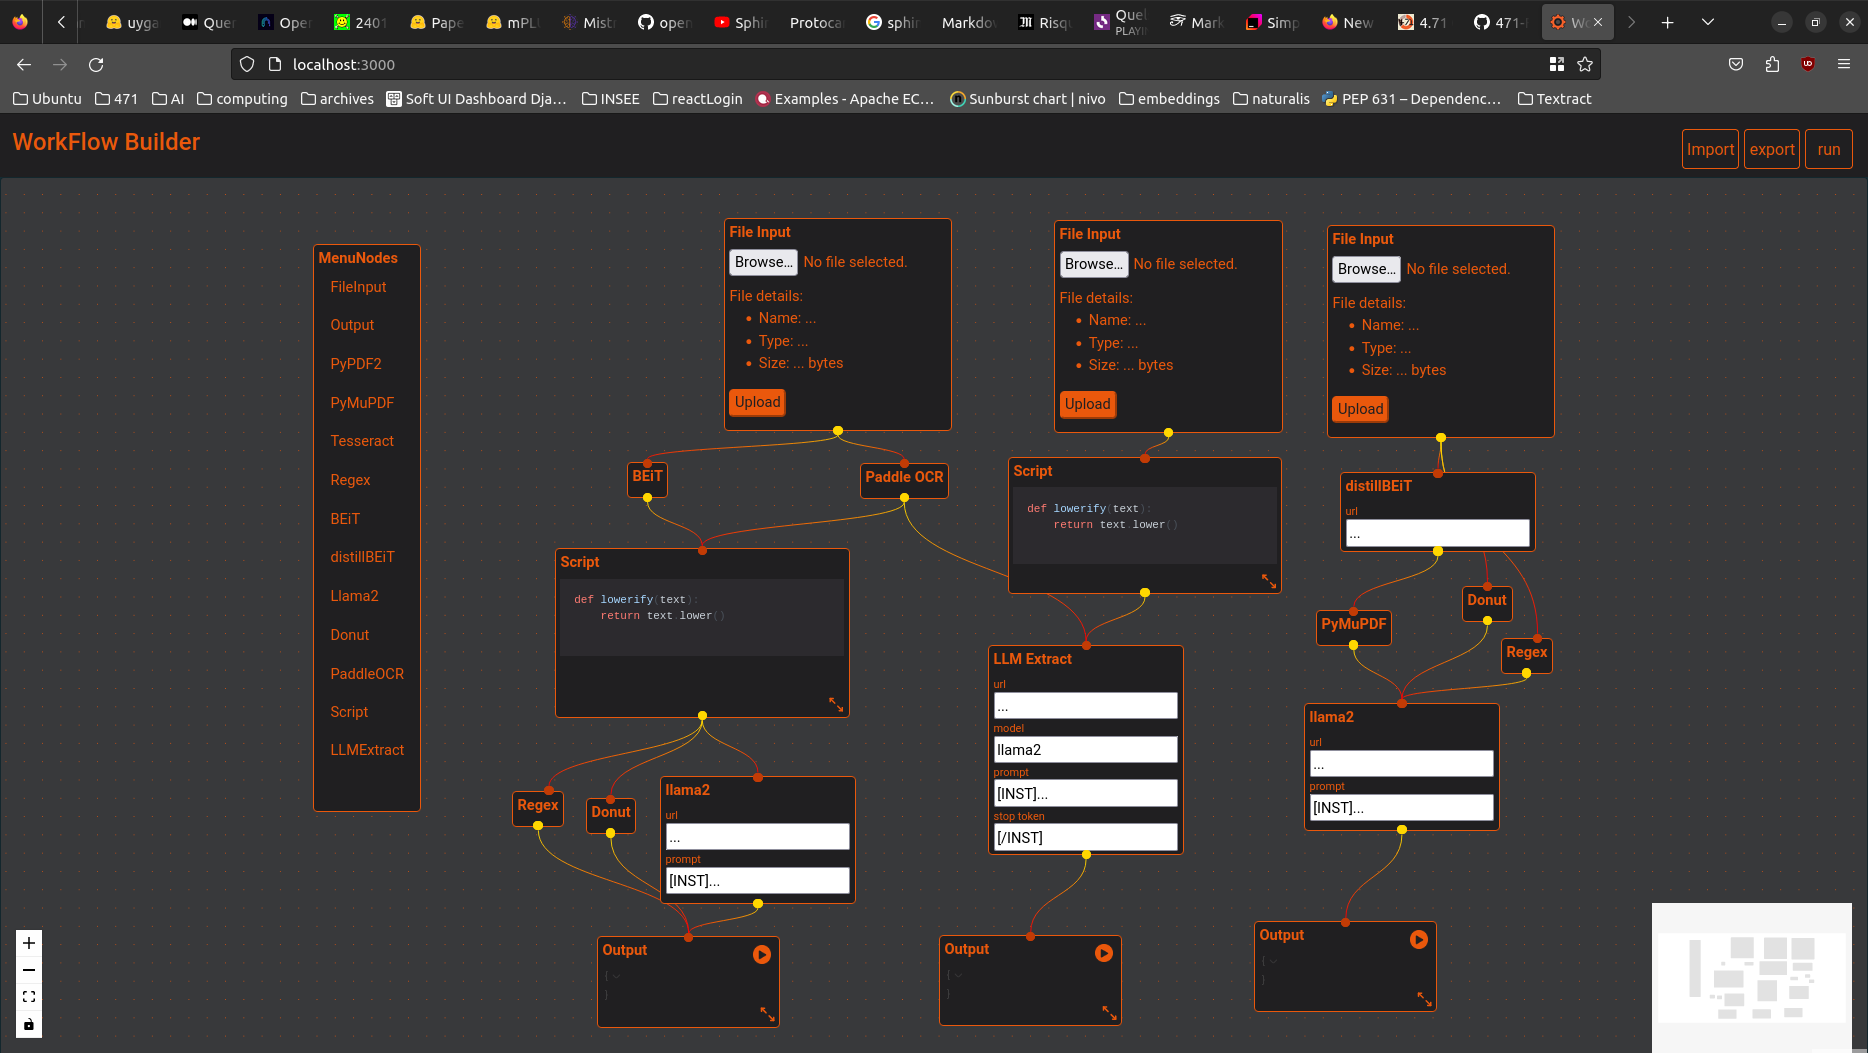 uyga
Quer
Oper
2401
Pape
mPLU
Mistr
open
Sphir
Protocar
sphir
Markdo
Risqu
Quel
PLAYII
Mark
Simp
New
4.71
471-
Wo
localhost:3000
Ubuntu
471
AI
computing
archives
Soft UI Dashboard Dja…
INSEE
reactLogin
Examples - Apache EC…
Sunburst chart | nivo
embeddings
naturalis
PEP 631 – Dependenc…
Textract
WorkFlow Builder
Import
export
run
MenuNodes
FileInput
Output
PyPDF2
PyMuPDF
Tesseract
Regex
BEiT
distillBEiT
Llama2
Donut
PaddleOCR
Script
LLMExtract
File Input
Browse… No file selected.
File details:
• Name: ...
• Type: ...
• Size: ... bytes
Upload
File Input
Browse… No file selected.
File details:
• Name: ...
• Type: ...
• Size: ... bytes
Upload
File Input
Browse… No file selected.
File details:
• Name: ...
• Type: ...
• Size: ... bytes
Upload
BEiT
Paddle OCR
Script
def lowerify(text):
return text.lower()
distillBEiT
url
...
Script
def lowerify(text):
return text.lower()
PyMuPDF
Donut
Regex
LLM Extract
url
...
model
llama2
prompt
[INST]...
stop token
[/INST]
llama2
url
...
prompt
[INST]...
Regex
Donut
llama2
url
...
prompt
[INST]...
Output
{
}
Output
{
}
Output
{
}